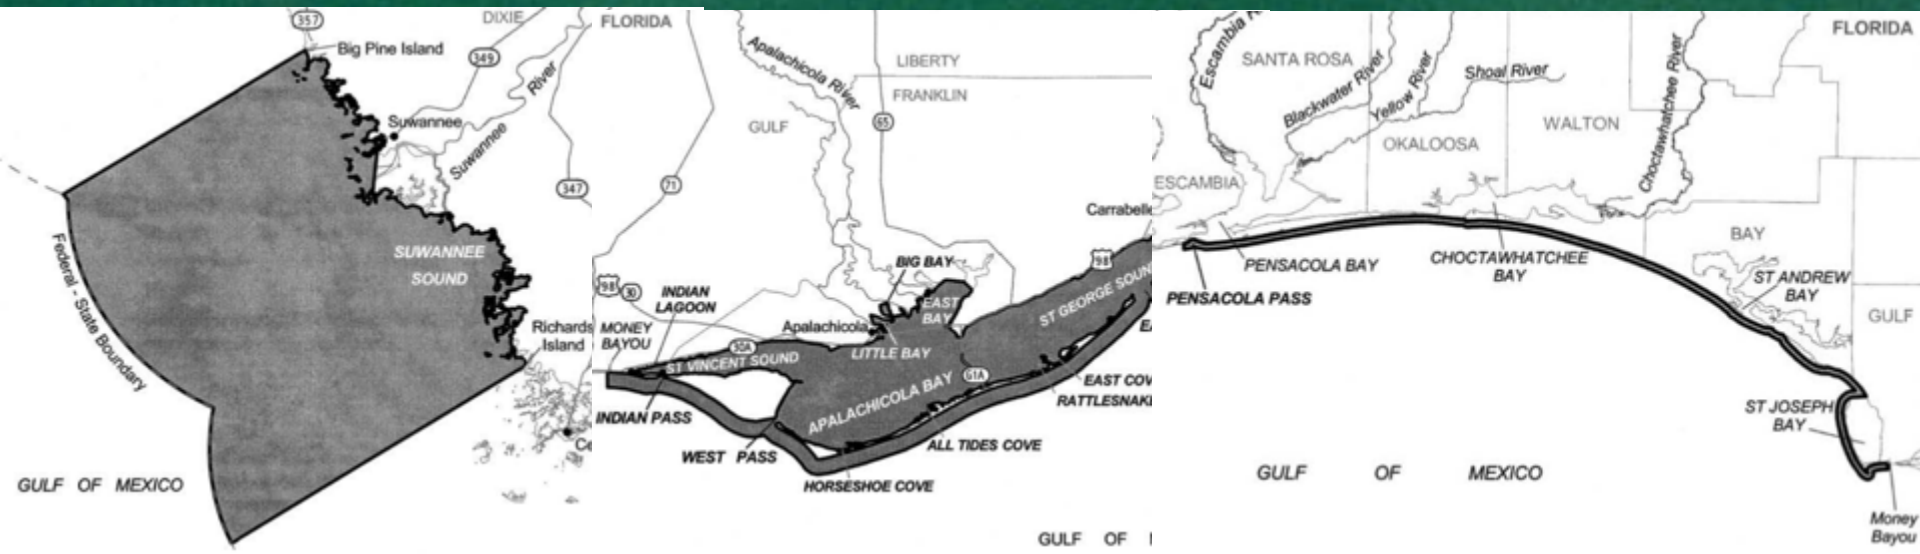 357
DIXIE
Big Pine Island
349
River
Suwannee
Suwannee
347
SUWANNEE
SOUND
Federal - State Boundary
Richards
Island
GULF OF MEXICO
FLORIDA
Apalachicola River
LIBERTY
FRANKLIN
GULF
65
71
Carrabelle
98
98
30
INDIAN
LAGOON
BIG BAY
EAST
BAY
ST GEORGE SOUN
MONEY
BAYOU
Apalachicola
30A
ST VINCENT SOUND
LITTLE BAY
G1A
APALACHICOLA BAY
EAST COV
RATTLESNAK
INDIAN PASS
WEST PASS
ALL TIDES COVE
HORSESHOE COVE
GULF OF
FLORIDA
Escambia
SANTA ROSA
Blackwater River
Yellow River
Shoal River
Choctawhatchee River
WALTON
OKALOOSA
ESCAMBIA
BAY
PENSACOLA BAY
CHOCTAWHATCHEE
BAY
ST ANDREW
BAY
PENSACOLA PASS
GULF
ST JOSEPH
BAY
GULF OF MEXICO
Money
Bayou